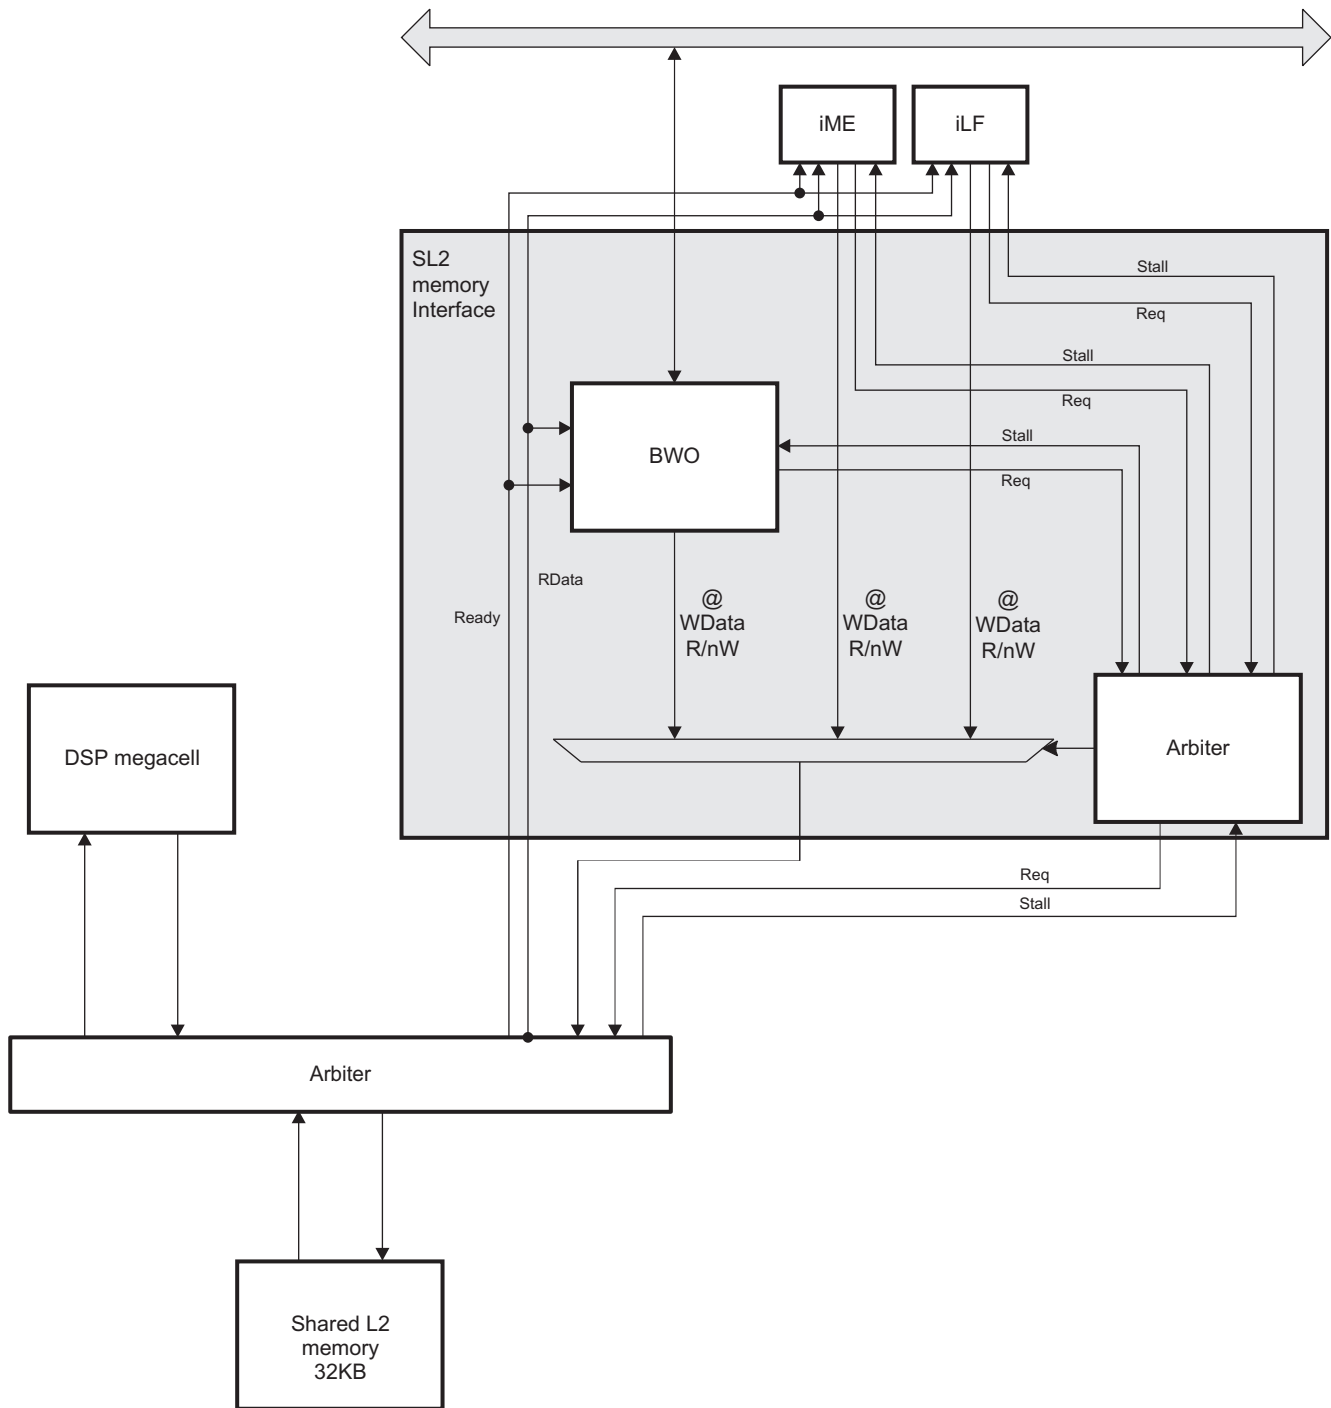 iME
iLF
SL2
memory
Interface
Stall
Req
Stall
Req
Stall
BWO
Req
RData
Ready
@
WData
R/nW
@
WData
R/nW
@
WData
R/nW
DSP megacell
Arbiter
Req
Stall
Arbiter
Shared L2
memory
32KB